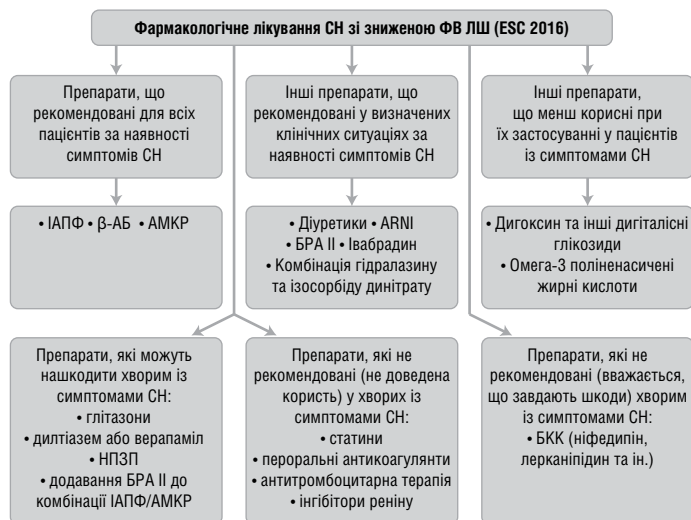 Фармакологічне лікування СН зі зниженою ФВ ЛШ (ESC 2016)
Препарати, що
рекомендовані для всіх
пацієнтів за наявності
симптомів СН
Інші препарати, що
рекомендовані у визначених
клінічних ситуаціях за
наявності симптомів СН
Інші препарати,
що менш корисні при
їх застосуванні у пацієнтів
із симптомами СН
• ІАПФ • β-АБ • АМКР
• Діуретики • ARNI
• БРА II • Івабрадин
• Комбінація гідралазину
та ізосорбіду динітрату
• Дигоксин та інші дигіталісні
глікозиди
• Омега-3 поліненасичені
жирні кислоти
Препарати, які можуть
нашкодити хворим із
симптомами СН:
• глітазони
• дилтіазем або верапаміл
• НПЗП
• додавання БРА II до
комбінації ІАПФ/АМКР
Препарати, які не
рекомендовані (не доведена
користь) у хворих із
симптомами СН:
• статини
• пероральні антикоагулянти
• антитромбоцитарна терапія
• інгібітори реніну
Препарати, які не
рекомендовані (вважається,
що завдають шкоди) хворим
із симптомами СН:
• БКК (ніфедипін,
лерканіпідин та ін.)